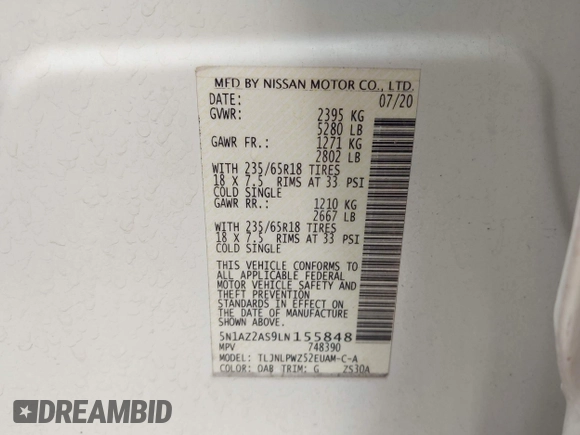 MFD BY NISSAN MOTOR CO., LTD.
DATE: 07/20
GVWR: 2395 KG
5280 LB
GAWR FR.: 1271 KG
2802 LB
WITH 235/65R18 TIRES
18 X 7.5 RIMS AT 33 PSI
COLD SINGLE
GAWR RR.: 1210 KG
2667 LB
WITH 235/65R18 TIRES
18 X 7.5 RIMS AT 33 PSI
COLD SINGLE
THIS VEHICLE CONFORMS TO
ALL APPLICABLE FEDERAL
MOTOR VEHICLE SAFETY AND
THEFT PREVENTION
STANDARDS IN EFFECT ON
THE DATE OF MANUFACTURE
SHOWN ABOVE.
5N1AZ2AS9LN155848
MPV 748390
MODEL: TLJNLPWZ52EUAM-C-A
COLOR: QAB TRIM: G Z530A
DREAMBID